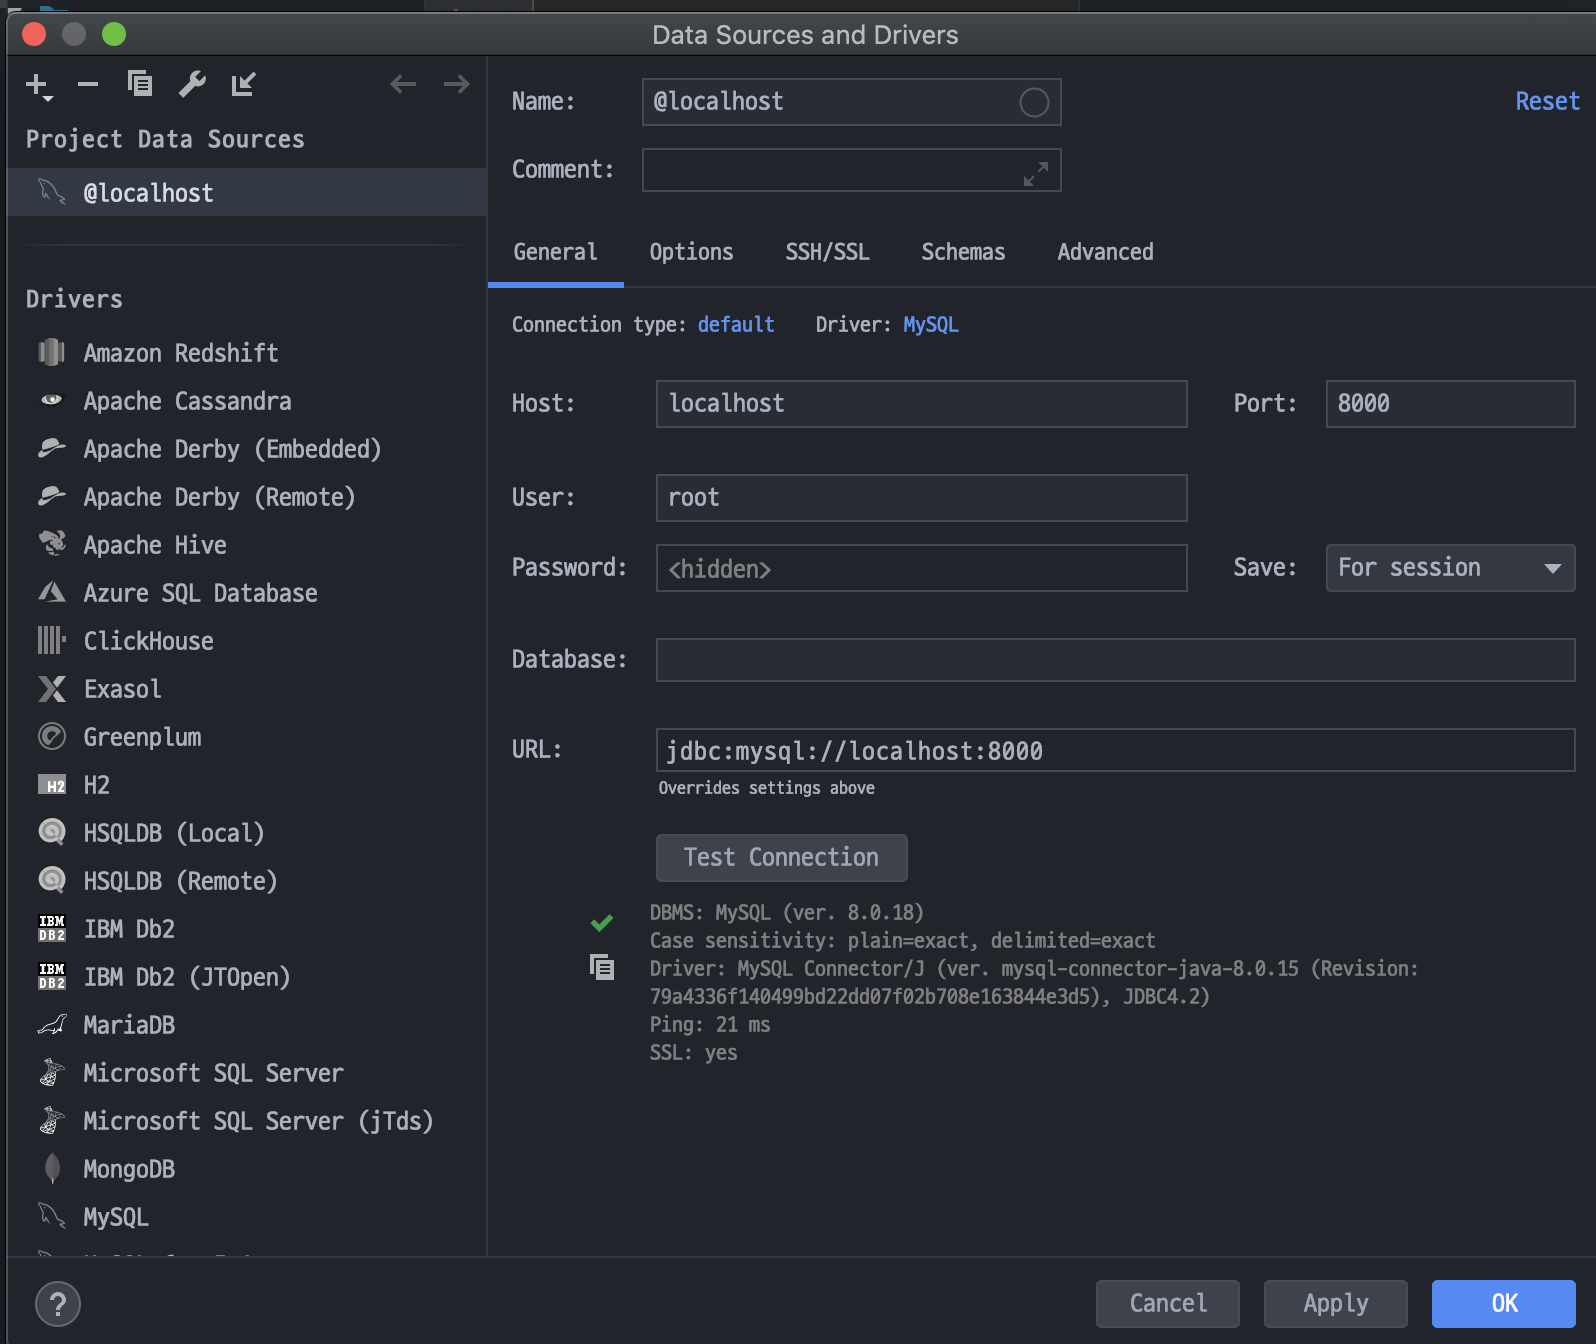 Data Sources and Drivers
Project Data Sources
@localhost
Drivers
Amazon Redshift
Apache Cassandra
Apache Derby (Embedded)
Apache Derby (Remote)
Apache Hive
Azure SQL Database
ClickHouse
Exasol
Greenplum
H2 H2
HSQLDB (Local)
HSQLDB (Remote)
IBM DB2 IBM Db2
IBM DB2 IBM Db2 (JTOpen)
MariaDB
Microsoft SQL Server
Microsoft SQL Server (jTds)
MongoDB
MySQL
Name: @localhost Reset
Comment:
General Options SSH/SSL Schemas Advanced
Connection type: default Driver: MySQL
Host: localhost Port: 8000
User: root
Password: <hidden> Save: For session
Database:
URL: jdbc:mysql://localhost:8000
Overrides settings above
Test Connection
DBMS: MySQL (ver. 8.0.18)
Case sensitivity: plain=exact, delimited=exact
Driver: MySQL Connector/J (ver. mysql-connector-java-8.0.15 (Revision:
79a4336f140499bd22dd07f02b708e163844e3d5), JDBC4.2)
Ping: 21 ms
SSL: yes
? Cancel Apply OK